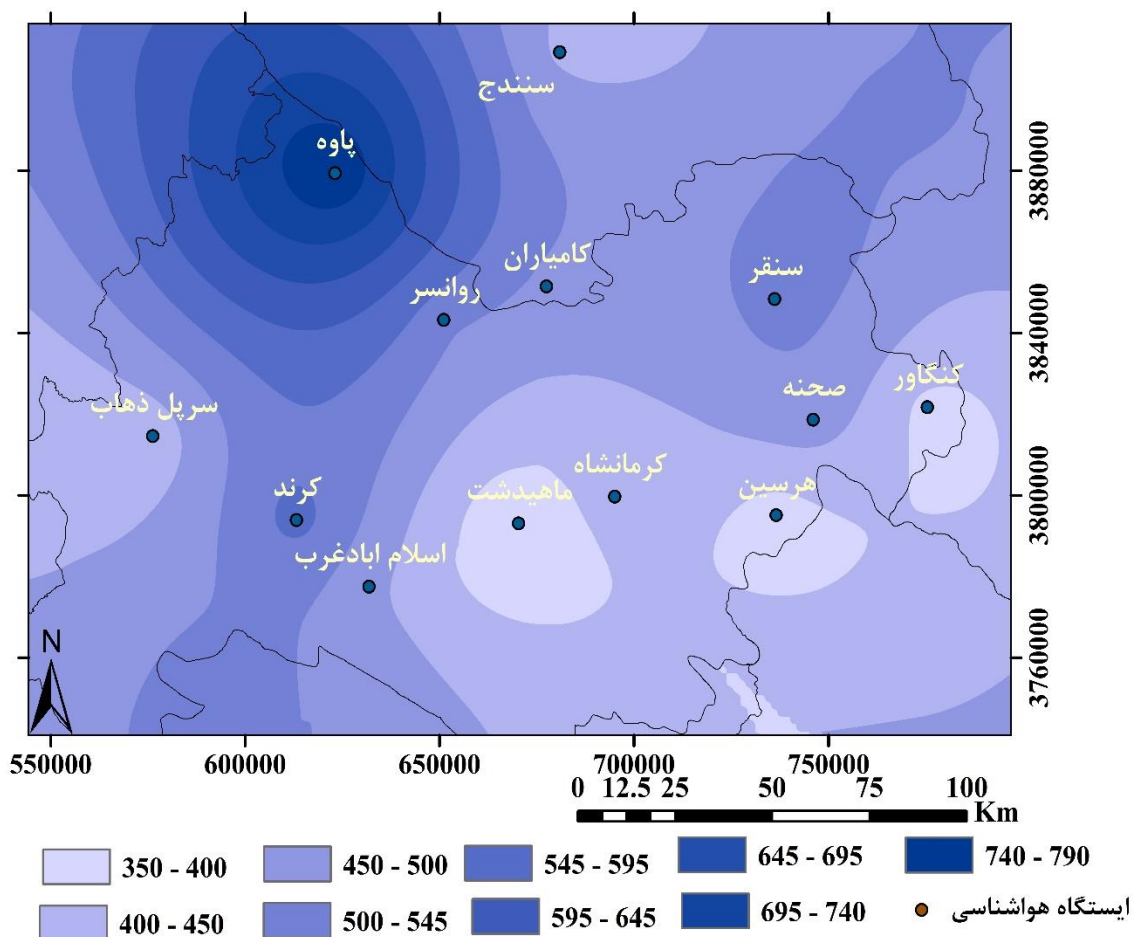 سنندج
پاوه
کامیاران
روانسر
سنقر
کنگاور
صحنه
سرپل ذهاب
کرمانشاه
هرسین
ماهیدشت
کرند
اسلام ابادغرب
3880000
3840000
3800000
3760000
N
550000 600000 650000 700000 750000
0 12.5 25 50 75 100
Km
350 - 400 450 - 500 545 - 595 645 - 695 740 - 790
400 - 450 500 - 545 595 - 645 695 - 740 ایستگاه هواشناسی